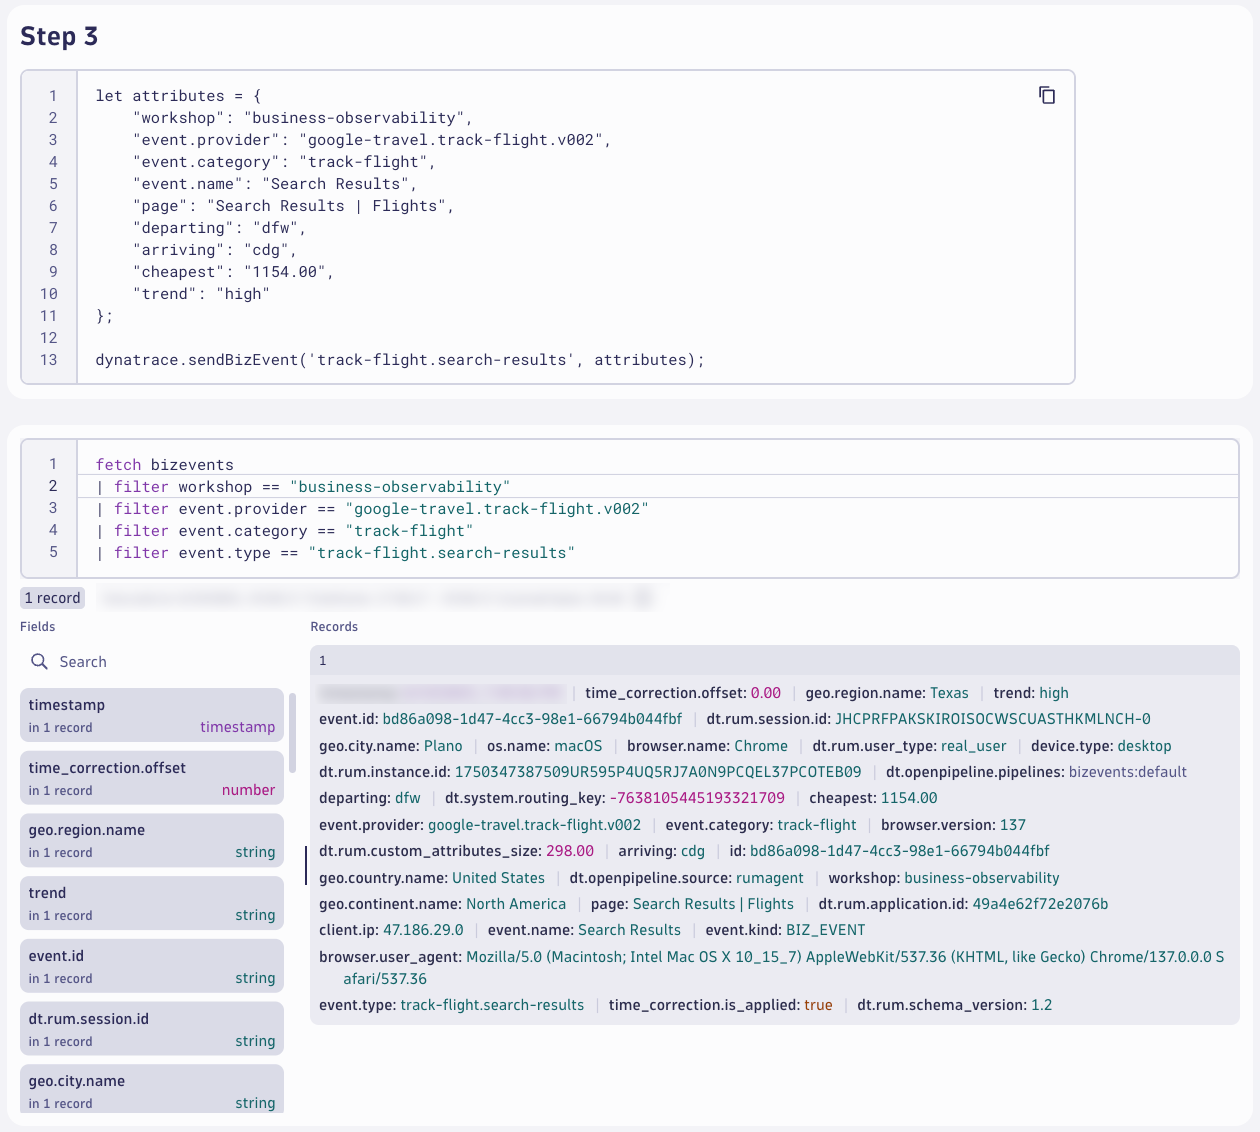 Step 3
1 let attributes = {
2 "workshop": "business-observability",
3 "event.provider": "google-travel.track-flight.v002",
4 "event.category": "track-flight",
5 "event.name": "Search Results",
6 "page": "Search Results | Flights",
7 "departing": "dfw",
8 "arriving": "cdg",
9 "cheapest": "1154.00",
10 "trend": "high"
11 };
12
13 dynatrace.sendBizEvent('track-flight.search-results', attributes);
1 fetch bizevents
2 | filter workshop == "business-observability"
3 | filter event.provider == "google-travel.track-flight.v002"
4 | filter event.category == "track-flight"
5 | filter event.type == "track-flight.search-results"
1 record
Fields
Search
timestamp
in 1 record timestamp
time_correction.offset
in 1 record number
geo.region.name
in 1 record string
trend
in 1 record string
event.id
in 1 record string
dt.rum.session.id
in 1 record string
geo.city.name
in 1 record string
Records
1
| time_correction.offset: 0.00 | geo.region.name: Texas | trend: high
event.id: bd86a098-1d47-4cc3-98e1-66794b044fbf | dt.rum.session.id: JHCPRFPAKSKIROISOCWSCUASTHKMLNCH-0
geo.city.name: Plano | os.name: macOS | browser.name: Chrome | dt.rum.user_type: real_user | device.type: desktop
dt.rum.instance.id: 1750347387509UR595P4UQ5RJ7A0N9PCQEL37PCOTEB09 | dt.openpipeline.pipelines: bizevents:default
departing: dfw | dt.system.routing_key: -7638105445193321709 | cheapest: 1154.00
event.provider: google-travel.track-flight.v002 | event.category: track-flight | browser.version: 137
dt.rum.custom_attributes_size: 298.00 | arriving: cdg | id: bd86a098-1d47-4cc3-98e1-66794b044fbf
geo.country.name: United States | dt.openpipeline.source: rumagent | workshop: business-observability
geo.continent.name: North America | page: Search Results | Flights | dt.rum.application.id: 49a4e62f72e2076b
client.ip: 47.186.29.0 | event.name: Search Results | event.kind: BIZ_EVENT
browser.user_agent: Mozilla/5.0 (Macintosh; Intel Mac OS X 10_15_7) AppleWebKit/537.36 (KHTML, like Gecko) Chrome/137.0.0.0 S
afari/537.36
event.type: track-flight.search-results | time_correction.is_applied: true | dt.rum.schema_version: 1.2